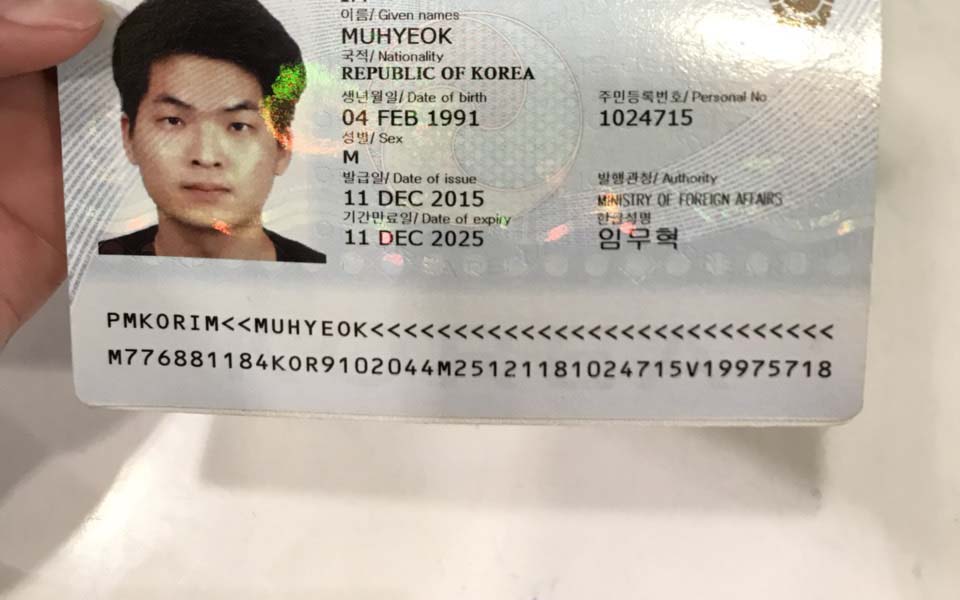 이름/ Given names
MUHYEOK
국적/ Nationality
REPUBLIC OF KOREA
생년월일/ Date of birth
04 FEB 1991
주민등록번호/ Personal No
1024715
성별/ Sex
M
발급일/ Date of issue
11 DEC 2015
발행관청/ Authority
MINISTRY OF FOREIGN AFFAIRS
기간만료일/ Date of expiry
11 DEC 2025
한글성명
임무혁
PMKORIM<<MUHYEOK<<<<<<<<<<<<<<<<<<<<<<<<<<<<
M776881184KOR9102044M25121181024715V19975718